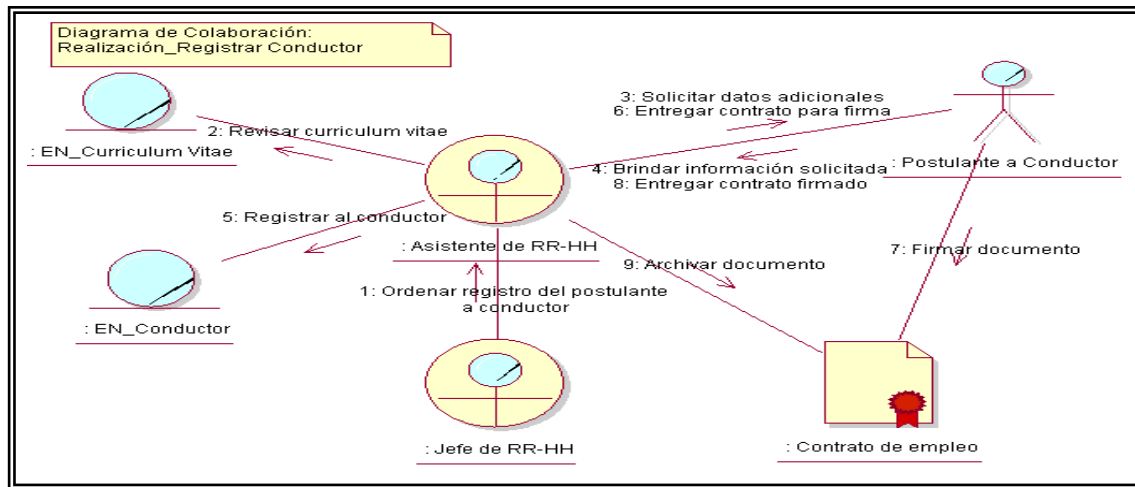 Diagrama de Colaboración:
Realización_Registrar Conductor
3: Solicitar datos adicionales
6: Entregar contrato para firma
2: Revisar curriculum vitae
: EN_Curriculum Vitae
4: Brindar información solicitada
8: Entregar contrato firmado
: Postulante a Conductor
5: Registrar al conductor
: Asistente de RR-HH
7: Firmar documento
9: Archivar documento
1: Ordenar registro del postulante
a conductor
: EN_Conductor
: Jefe de RR-HH
: Contrato de empleo